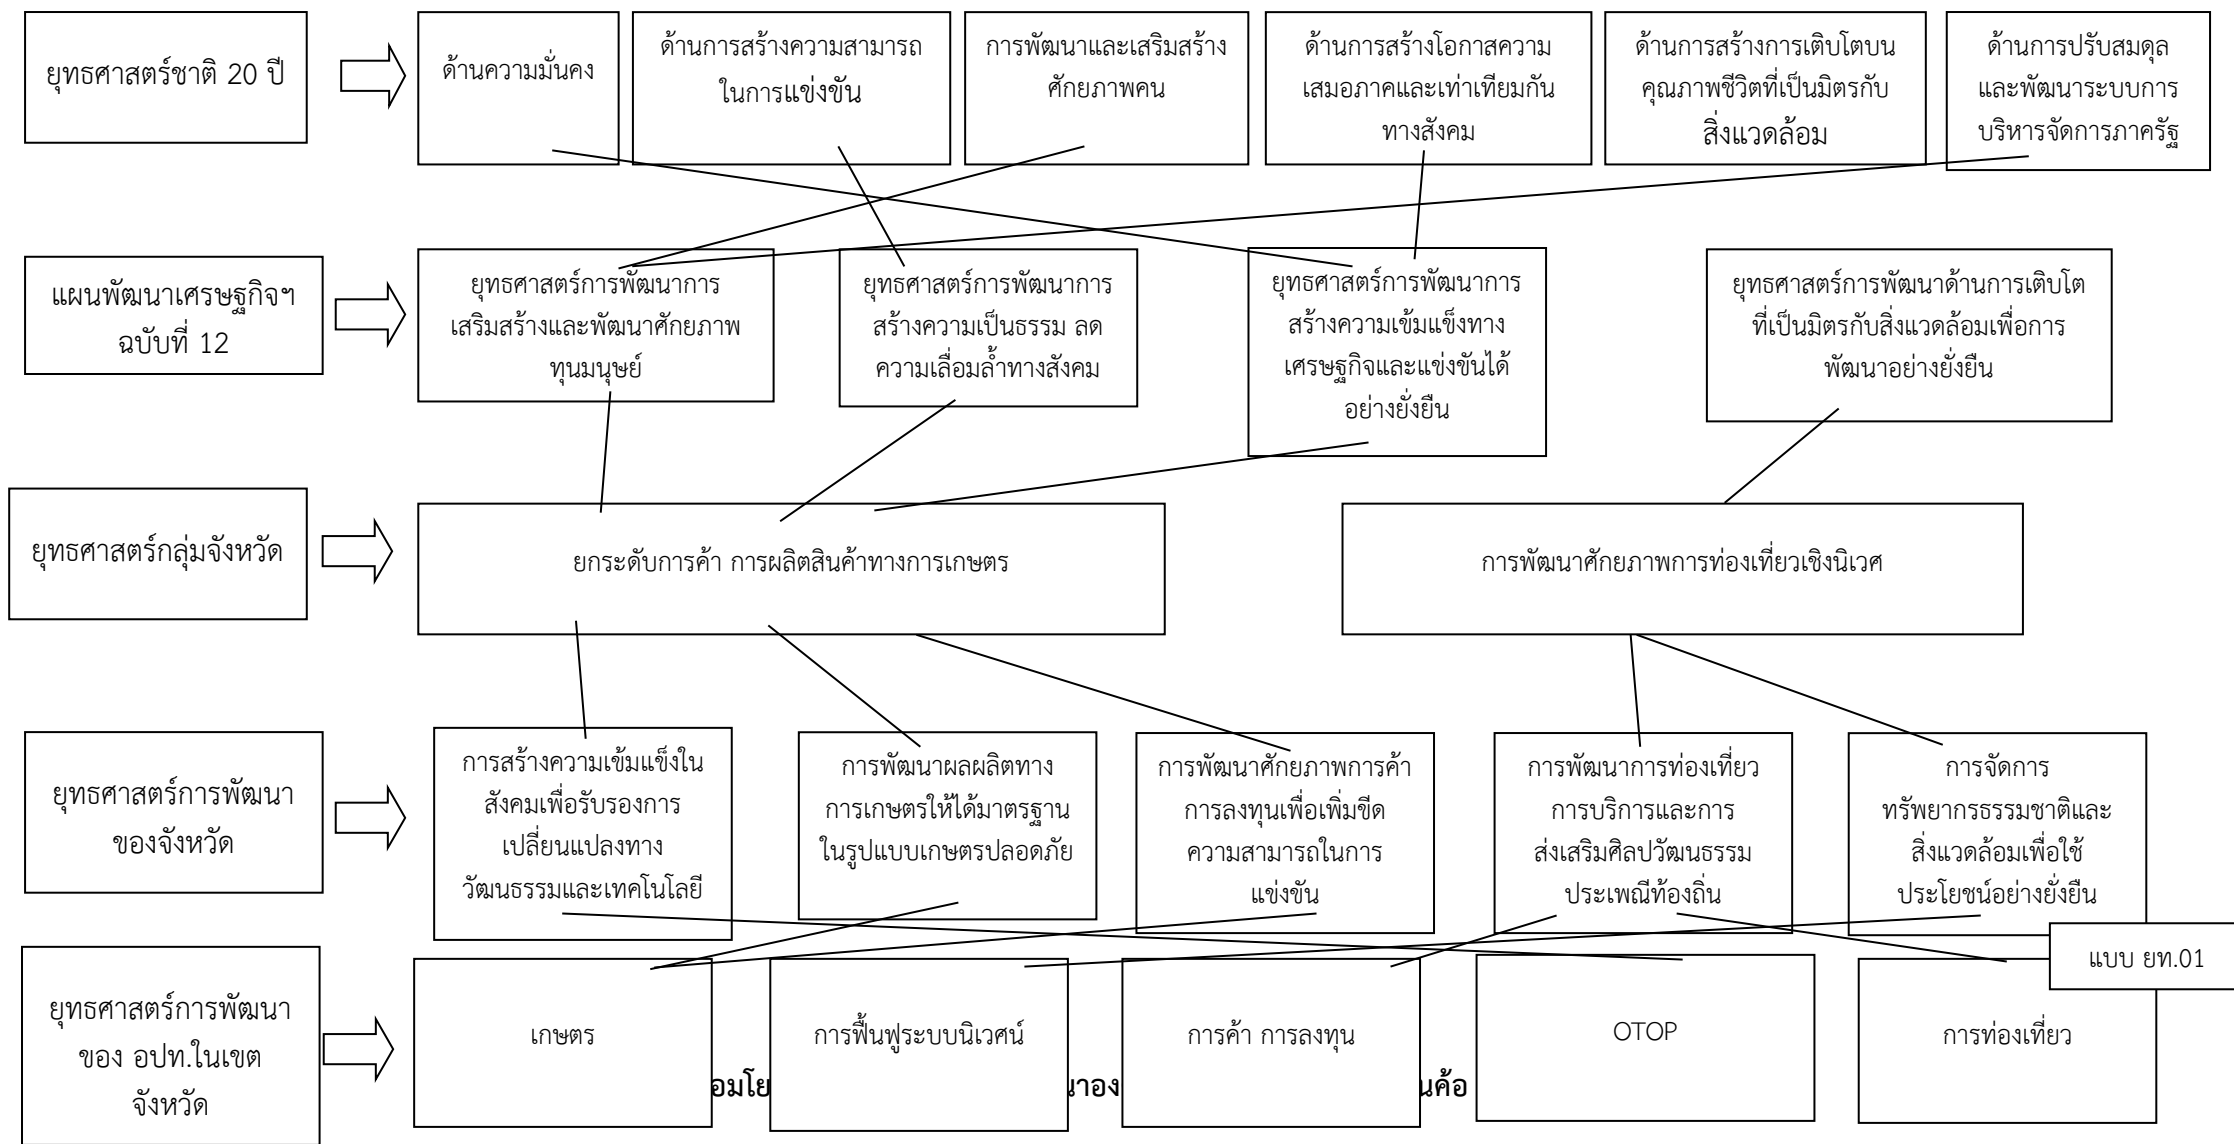 ยุทธศาสตร์ชาติ 20 ปี
ด้านความมั่นคง
ด้านการสร้างความสามารถ
ในการแข่งขัน
การพัฒนาและเสริมสร้าง
ศักยภาพคน
ด้านการสร้างโอกาสความ
เสมอภาคและเท่าเทียมกัน
ทางสังคม
ด้านการสร้างการเติบโตบน
คุณภาพชีวิตที่เป็นมิตรกับ
สิ่งแวดล้อม
ด้านการปรับสมดุล
และพัฒนาระบบการ
บริหารจัดการภาครัฐ
แผนพัฒนาเศรษฐกิจฯ
ฉบับที่ 12
ยุทธศาสตร์การพัฒนาการ
เสริมสร้างและพัฒนาศักยภาพ
ทุนมนุษย์
ยุทธศาสตร์การพัฒนาการ
สร้างความเป็นธรรม ลด
ความเลื่อมล้ำทางสังคม
ยุทธศาสตร์การพัฒนาการ
สร้างความเข้มแข็งทาง
เศรษฐกิจและแข่งขันได้
อย่างยั่งยืน
ยุทธศาสตร์การพัฒนาด้านการเติบโต
ที่เป็นมิตรกับสิ่งแวดล้อมเพื่อการ
พัฒนาอย่างยั่งยืน
ยุทธศาสตร์กลุ่มจังหวัด
ยกระดับการค้า การผลิตสินค้าทางการเกษตร
การพัฒนาศักยภาพการท่องเที่ยวเชิงนิเวศ
ยุทธศาสตร์การพัฒนา
ของจังหวัด
การสร้างความเข้มแข็งใน
สังคมเพื่อรับรองการ
เปลี่ยนแปลงทาง
วัฒนธรรมและเทคโนโลยี
การพัฒนาผลผลิตทาง
การเกษตรให้ได้มาตรฐาน
ในรูปแบบเกษตรปลอดภัย
การพัฒนาศักยภาพการค้า
การลงทุนเพื่อเพิ่มขีด
ความสามารถในการ
แข่งขัน
การพัฒนาการท่องเที่ยว
การบริการและการ
ส่งเสริมศิลปวัฒนธรรม
ประเพณีท้องถิ่น
การจัดการ
ทรัพยากรธรรมชาติและ
สิ่งแวดล้อมเพื่อใช้
ประโยชน์อย่างยั่งยืน
แบบ ยท.01
ยุทธศาสตร์การพัฒนา
ของ อปท.ในเขต
จังหวัด
เกษตร
การฟื้นฟูระบบนิเวศน์
การค้า การลงทุน
OTOP
การท่องเที่ยว